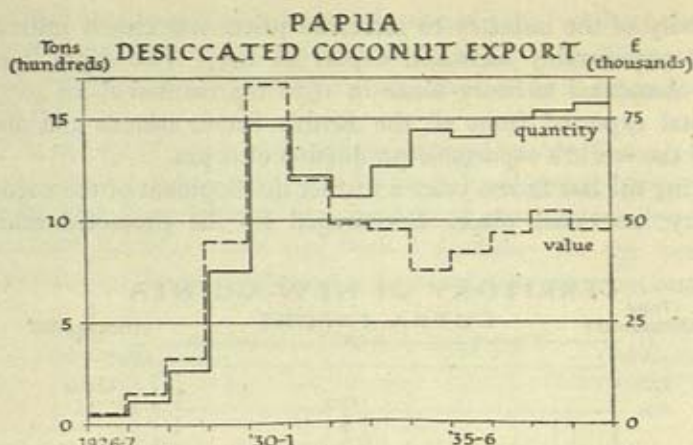 PAPUA
DESICCATED COCONUT EXPORT
Tons
(hundreds)
£
(thousands)
15
75
quantity
10
50
value
5
25
0
0
1926-7
'30-1
'35-6